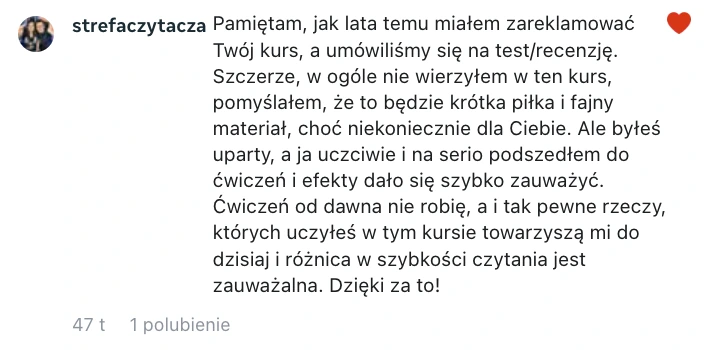 strefaczytacza Pamiętam, jak lata temu miałem zareklamować
Twój kurs, a umówiliśmy się na test/recenzję.
Szczerze, w ogóle nie wierzyłem w ten kurs,
pomyślałem, że to będzie krótka piłka i fajny
materiał, choć niekoniecznie dla Ciebie. Ale byłeś
uparty, a ja uczciwie i na serio podszedłem do
ćwiczeń i efekty dało się szybko zauważyć.
Ćwiczeń od dawna nie robię, a i tak pewne rzeczy,
których uczyłeś w tym kursie towarzyszą mi do
dzisiaj i różnica w szybkości czytania jest
zauważalna. Dzięki za to!
47 t 1 polubienie